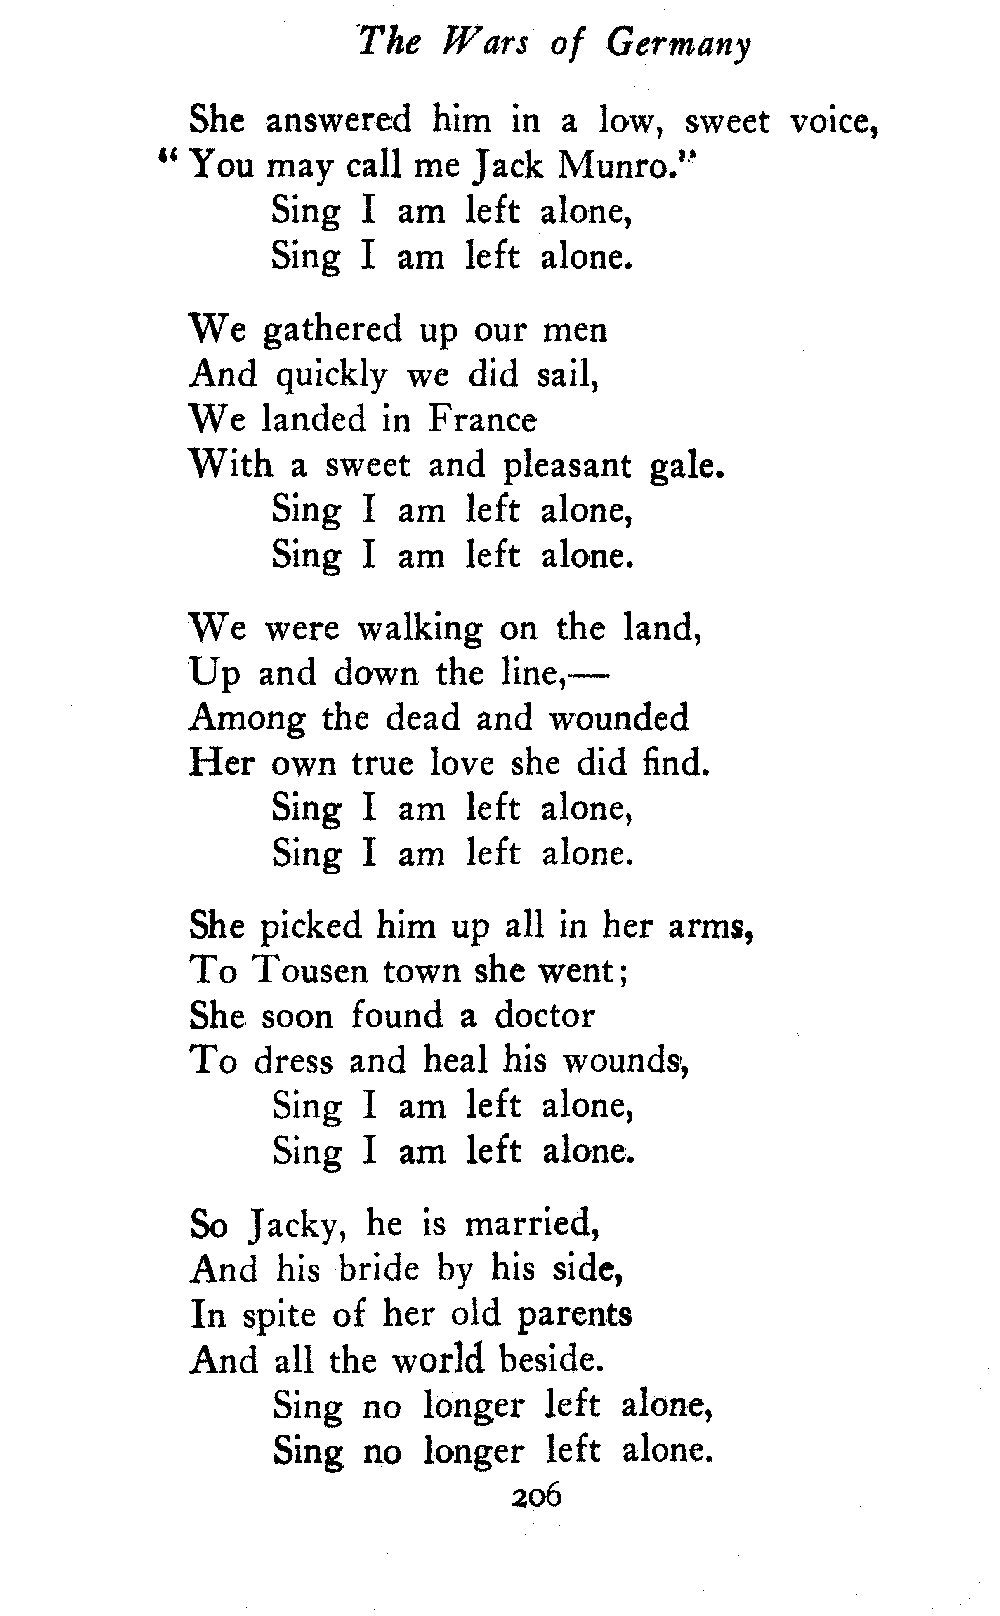 The Wars of Germany
She answered him in a low, sweet voice,
“ You may call me Jack Munro.”
Sing I am left alone,
Sing I am left alone.
We gathered up our men
And quickly we did sail,
We landed in France
With a sweet and pleasant gale.
Sing I am left alone,
Sing I am left alone.
We were walking on the land,
Up and down the line,—
Among the dead and wounded
Her own true love she did find.
Sing I am left alone,
Sing I am left alone.
She picked him up all in her arms,
To Tousen town she went;
She soon found a doctor
To dress and heal his wounds,
Sing I am left alone,
Sing I am left alone.
So Jacky, he is married,
And his bride by his side,
In spite of her old parents
And all the world beside.
Sing no longer left alone,
Sing no longer left alone.
206